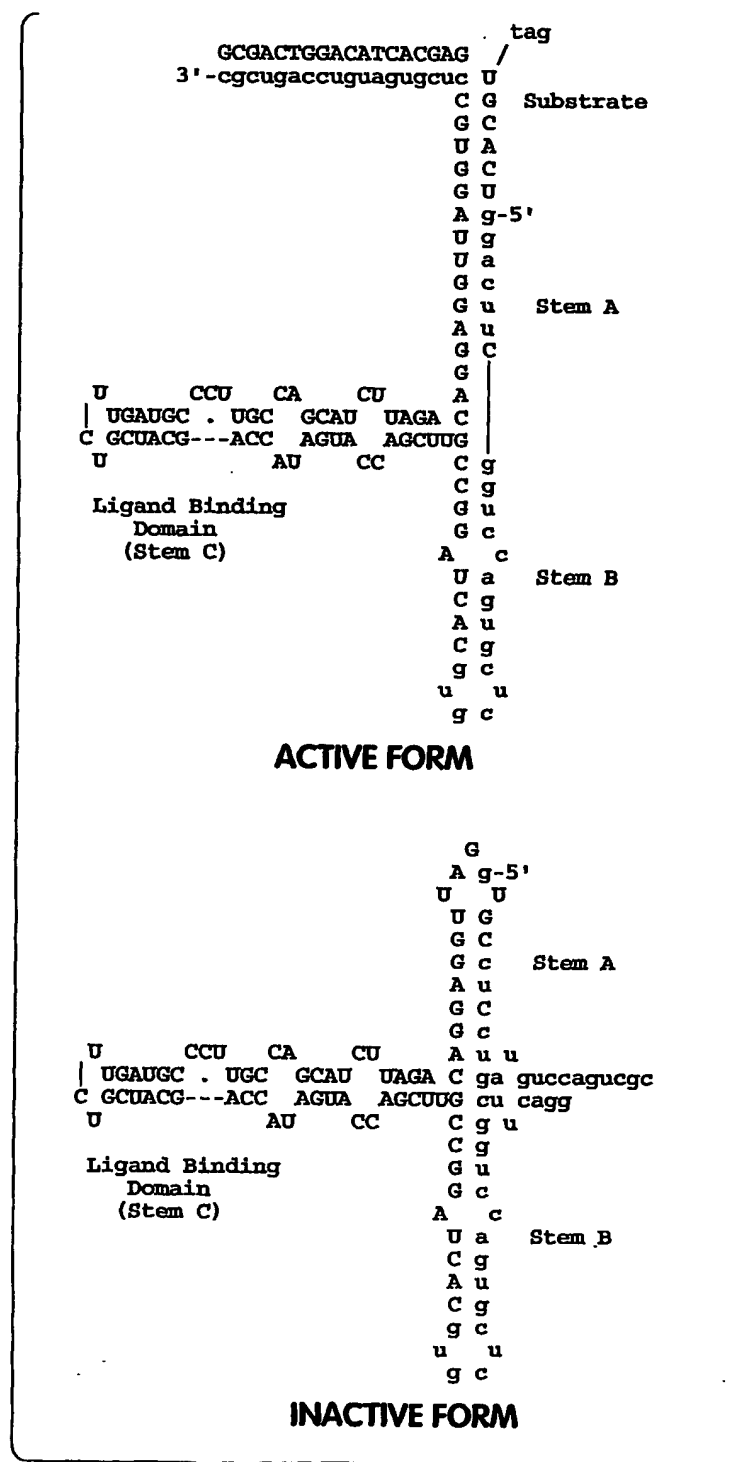 tag
GCGACTGGACATCACGAG
3'-cgcugaccuguagugcuc U
C G Substrate
G C
U A
G C
G U
A g-5'
U g
U a
G c
G u Stem A
A u
G C
G
U CCU CA CU A
UGAUGC . UGC GCAU UAGA C
C GCUACG---ACC AGUA AGCUUG
U AU CC C g
C g
Ligand Binding G u
Domain G c
(Stem C) A c
U a Stem B
C g
A u
C g
g c
u u
g c
ACTIVE FORM
G
A g-5'
U U
U G
G C
G c Stem A
A u
G C
G c
U CCU CA CU A u u
UGAUGC . UGC GCAU UAGA C ga guccagucgc
C GCUACG---ACC AGUA AGCUUG cu cagg
U AU CC C g u
C g
Ligand Binding G u
Domain G c
(Stem C) A c
U a Stem B
C g
A u
C g
g c
u u
g c
INACTIVE FORM